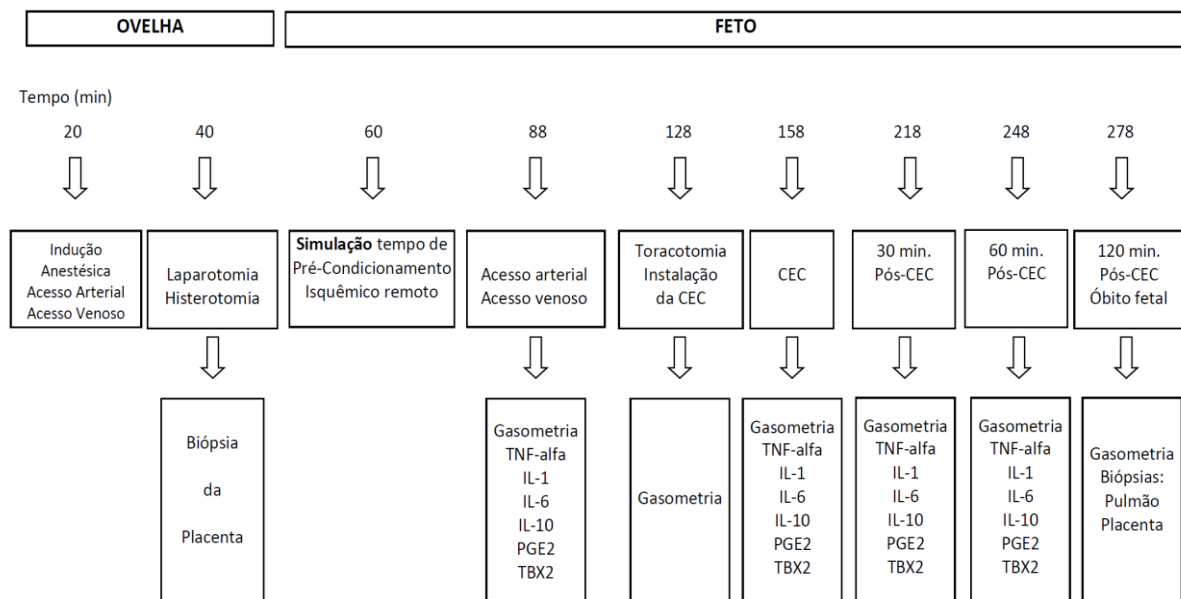 OVELHA
FETO
Tempo (min)
20
40
60
88
128
158
218
248
278
Indução
Anestésica
Acesso Arterial
Acesso Venoso
Laparotomia
Histerotomia
Simulação tempo de
Pré-Condicionamento
Isquêmico remoto
Acesso arterial
Acesso venoso
Toracotomia
Instalação
da CEC
CEC
30 min.
Pós-CEC
60 min.
Pós-CEC
120 min.
Pós-CEC
Óbito fetal
Biópsia
da
Placenta
Gasometria
TNF-alfa
IL-1
IL-6
IL-10
PGE2
TBX2
Gasometria
Gasometria
TNF-alfa
IL-1
IL-6
IL-10
PGE2
TBX2
Gasometria
TNF-alfa
IL-1
IL-6
IL-10
PGE2
TBX2
Gasometria
TNF-alfa
IL-1
IL-6
IL-10
PGE2
TBX2
Gasometria
Biópsias:
Pulmão
Placenta